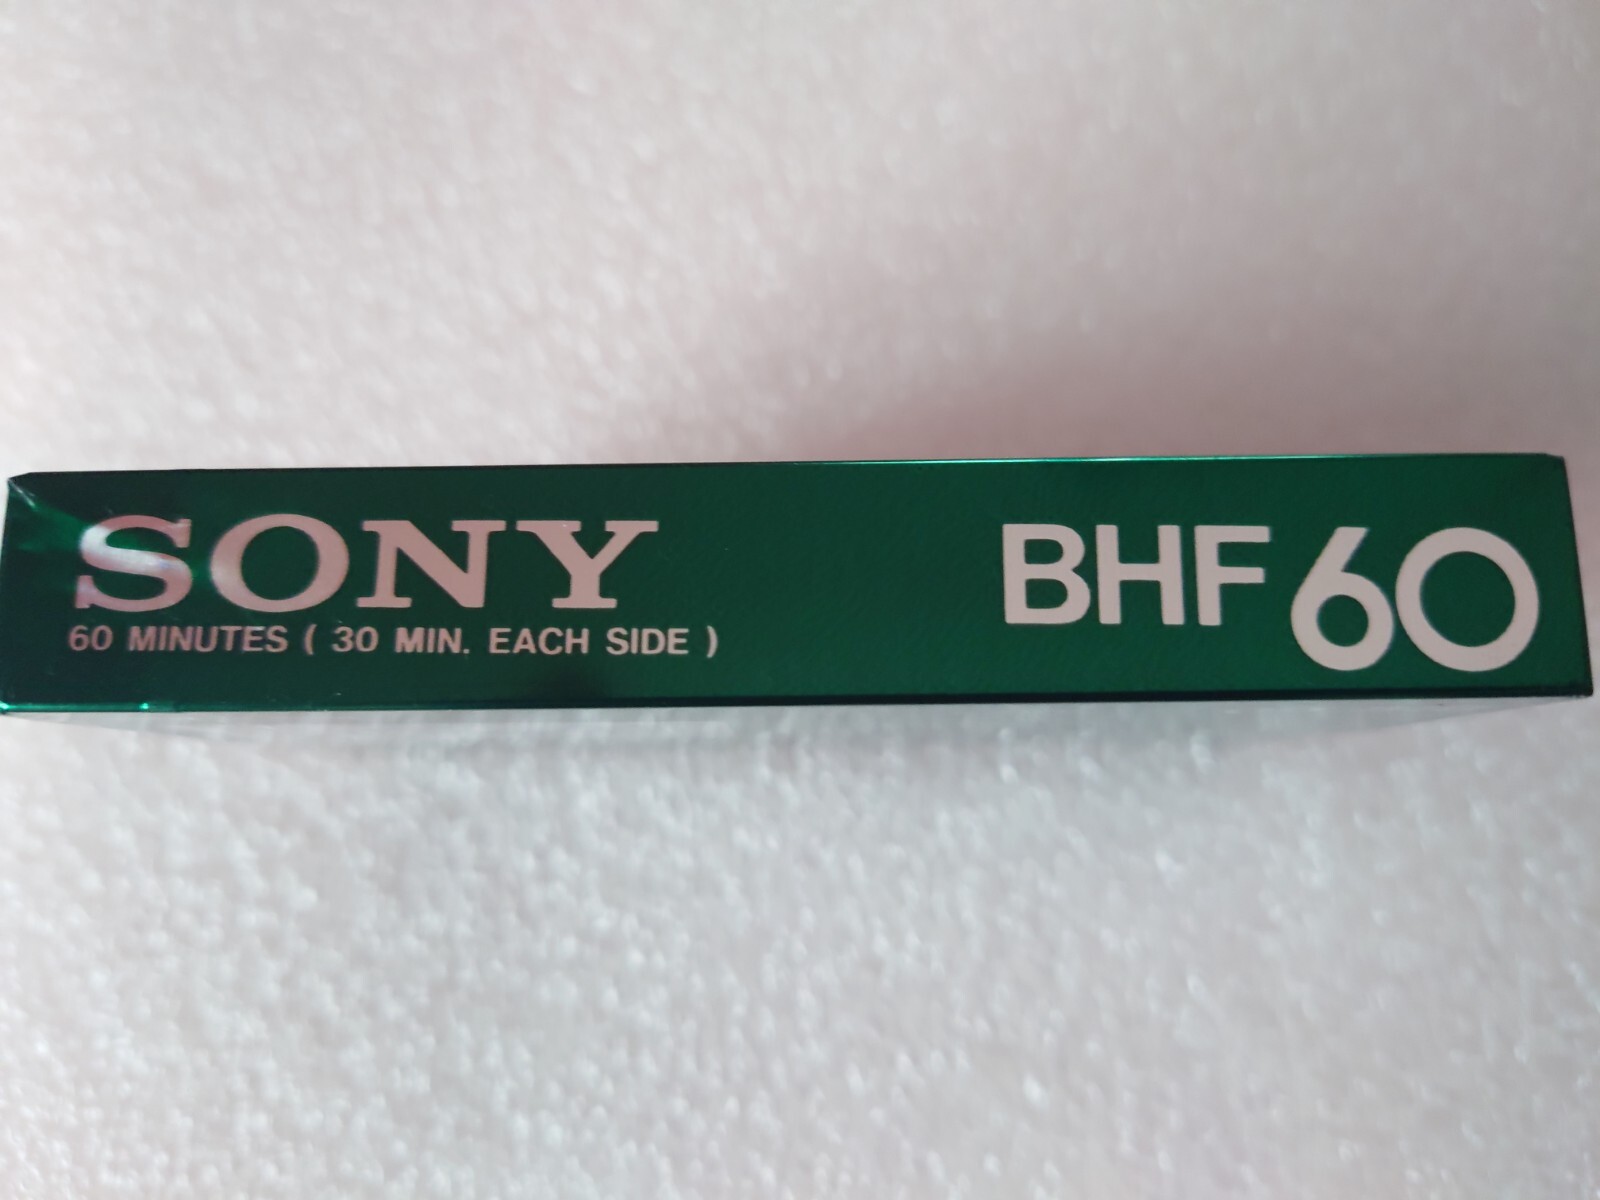 SONY
60 MINUTES ( 30 MIN. EACH SIDE )
BHF 60